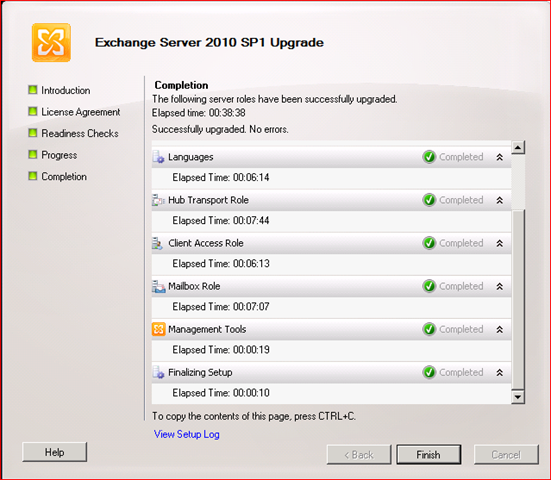 Exchange Server 2010 SP1 Upgrade
Introduction
License Agreement
Readiness Checks
Progress
Completion
Completion
The following server roles have been successfully upgraded.
Elapsed time: 00:38:38
Successfully upgraded. No errors.
Languages Completed
Elapsed Time: 00:06:14
Hub Transport Role Completed
Elapsed Time: 00:07:44
Client Access Role Completed
Elapsed Time: 00:06:13
Mailbox Role Completed
Elapsed Time: 00:07:07
Management Tools Completed
Elapsed Time: 00:00:19
Finalizing Setup Completed
Elapsed Time: 00:00:10
To copy the contents of this page, press CTRL+C.
View Setup Log
Help < Back Finish Cancel